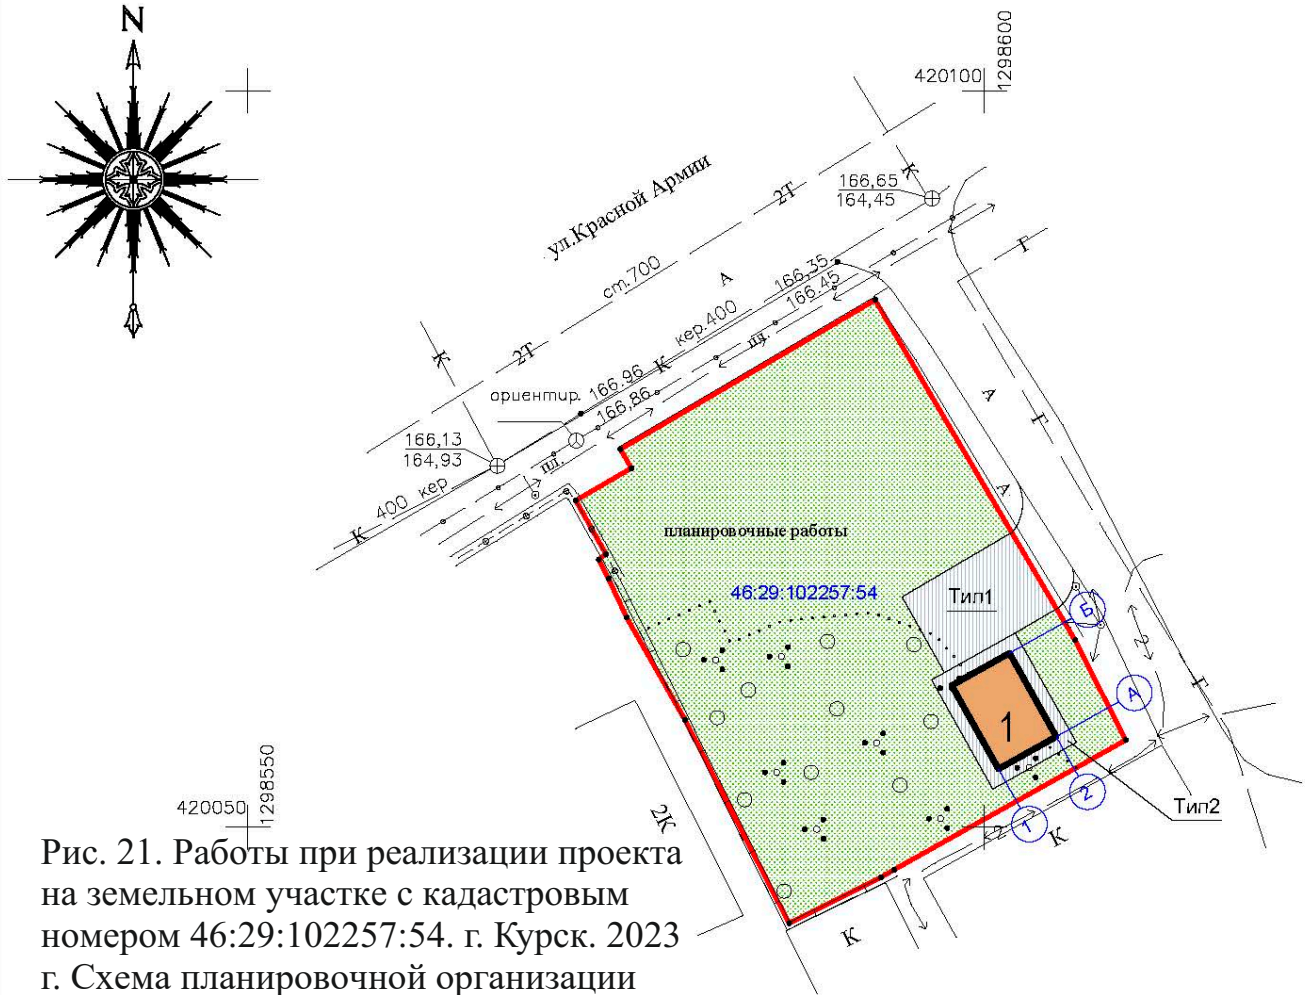 N
420100
1298600
К
166,65
164,45
2Т
ул.Красной Армии
Г
ст.700
А
166,35
166.45
кер.400
пл.
К
2Т
К
166.96
166,86
ориентир.
А
Г
166,13
164,93
пл.
400 кер
К
А
планировочные работы
46:29:102257:54
Тип1
Б
2
А
Г
1
2К
420050
1298550
2
Тип2
1
К
К
Рис. 21. Работы при реализации проекта
на земельном участке с кадастровым
номером 46:29:102257:54. г. Курск. 2023
г. Схема планировочной организации